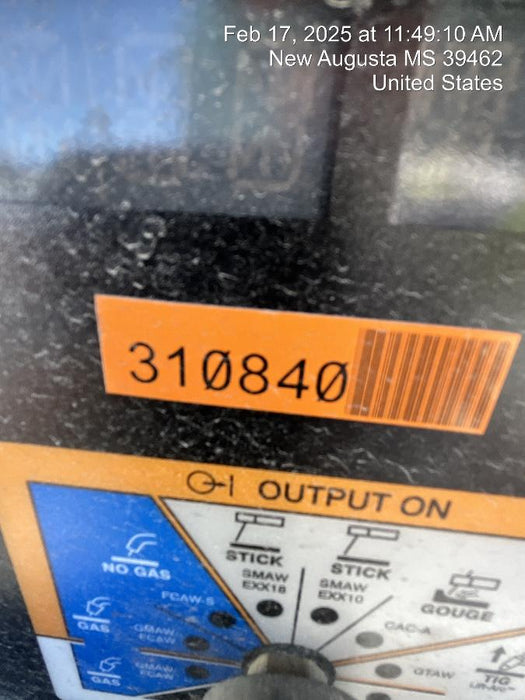 Feb 17, 2025 at 11:49:10 AM
New Augusta MS 39462
United States
310840
OUTPUT ON
STICK
SMAW
EXX18
STICK
SMAW
EXX10
NO GAS
FCAW-S
GOUGE
CAC-A
GAS
GMAW
FCAW
GTAW
TIG
GAS
GMAW
FCAW